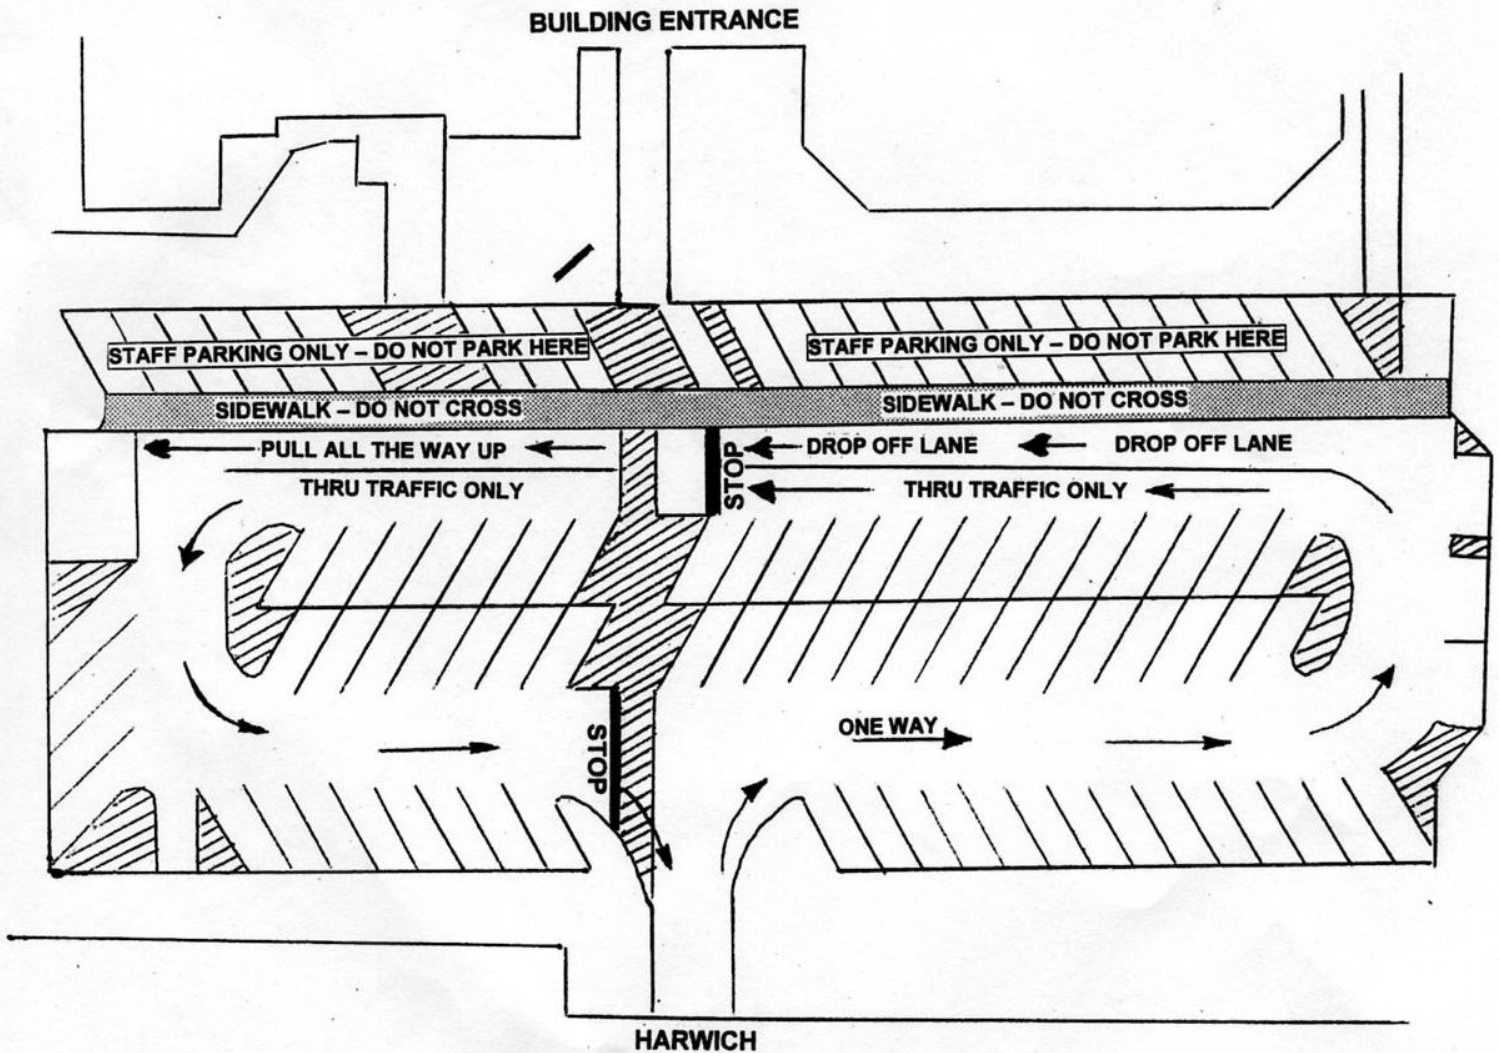 BUILDING ENTRANCE
STAFF PARKING ONLY – DO NOT PARK HERE
STAFF PARKING ONLY – DO NOT PARK HERE
SIDEWALK – DO NOT CROSS
SIDEWALK – DO NOT CROSS
PULL ALL THE WAY UP
STOP
DROP OFF LANE
DROP OFF LANE
THRU TRAFFIC ONLY
THRU TRAFFIC ONLY
STOP
ONE WAY
HARWICH